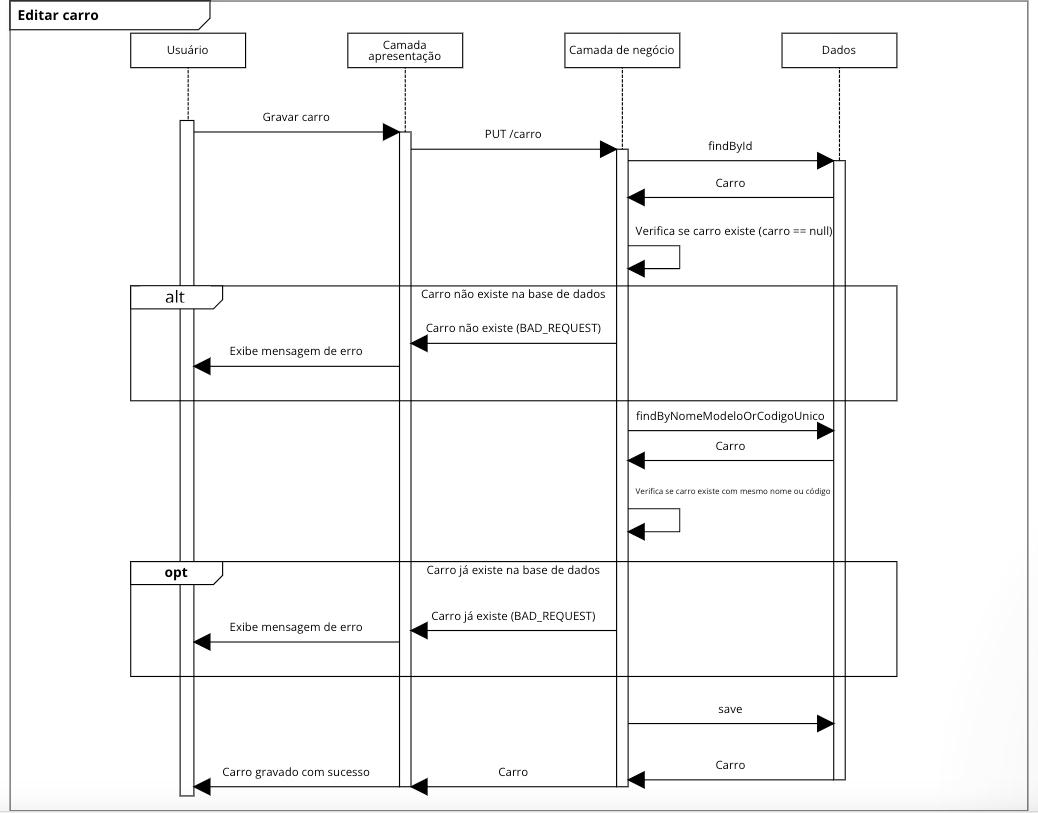 Editar carro
Usuário
Camada
apresentação
Camada de negócio
Dados
Gravar carro
PUT /carro
findById
Carro
Verifica se carro existe (carro == null)
alt
Carro não existe na base de dados
Carro não existe (BAD_REQUEST)
Exibe mensagem de erro
findByNomeModeloOrCodigoUnico
Carro
Verifica se carro existe com mesmo nome ou código
opt
Carro já existe na base de dados
Carro já existe (BAD_REQUEST)
Exibe mensagem de erro
save
Carro
Carro
Carro gravado com sucesso